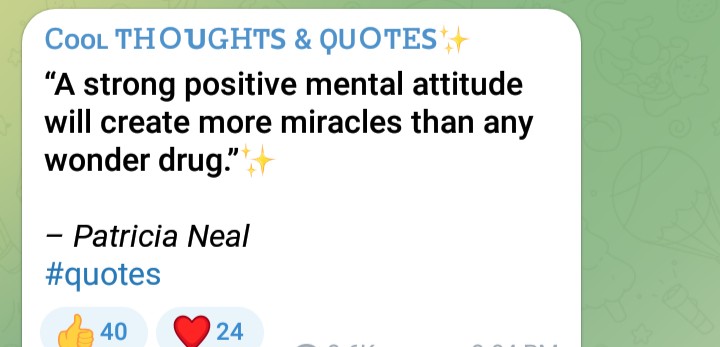 Cool THOUGHTS & QUOTES✨
“A strong positive mental attitude
will create more miracles than any
wonder drug.”✨
– Patricia Neal
#quotes
40 24